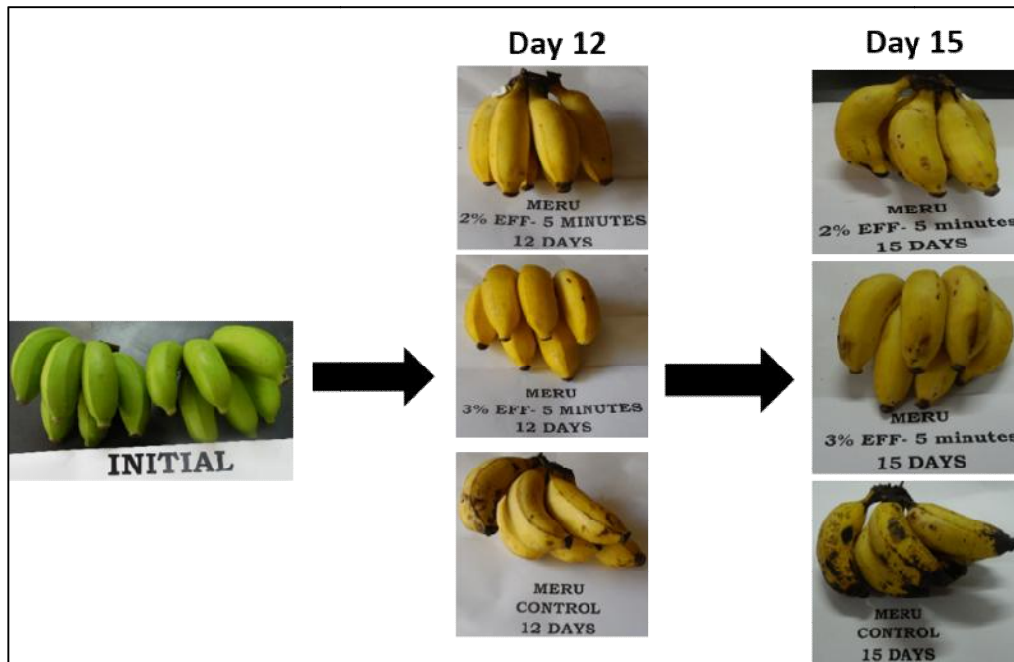 Day 12
Day 15
INITIAL
MERU
2% EFF- 5 MINUTES
12 DAYS
MERU
3% EFF- 5 MINUTES
12 DAYS
MERU
CONTROL
12 DAYS
MERU
2% EFF- 5 minutes
15 DAYS
MERU
3% EFF- 5 minutes
15 DAYS
MERU
CONTROL
15 DAYS